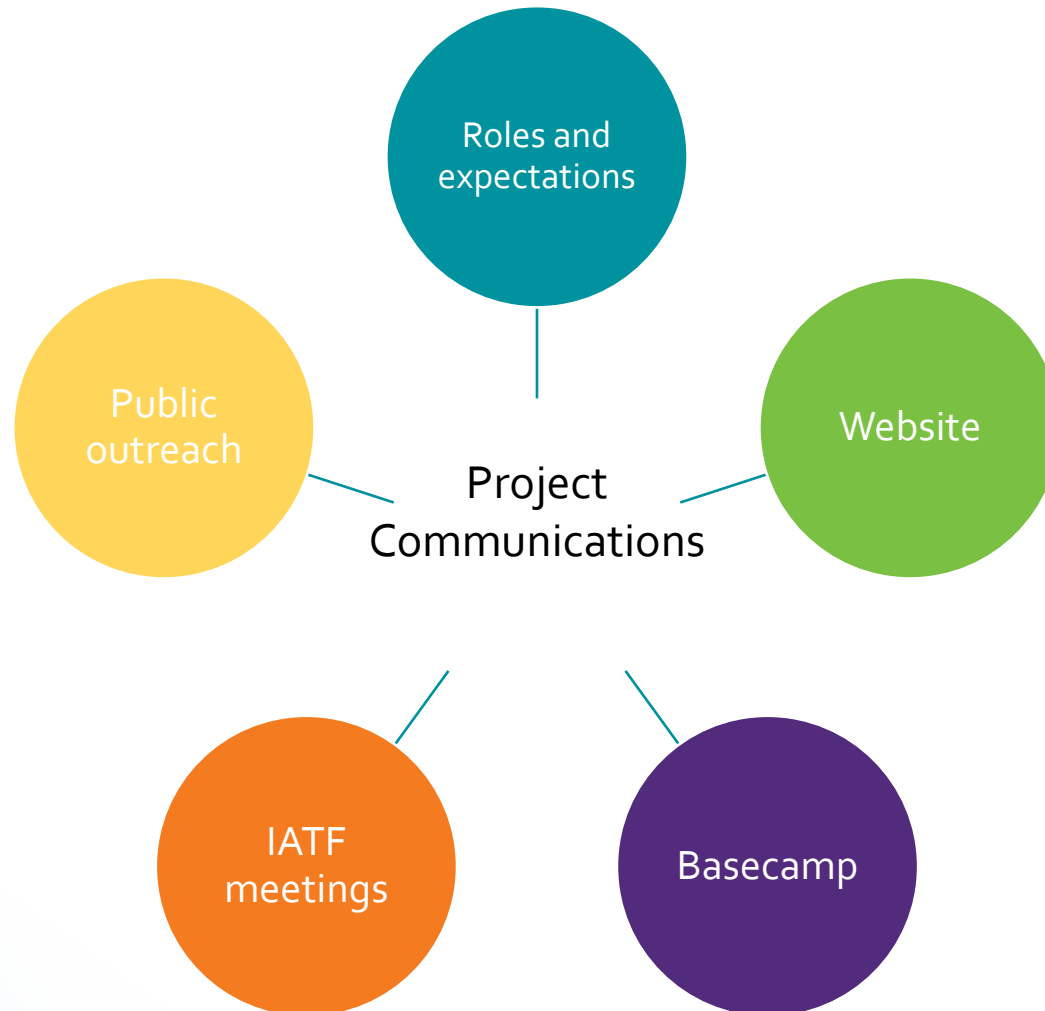 Roles and
expectations
Public
outreach
Website
Project
Communications
IATF
meetings
Basecamp